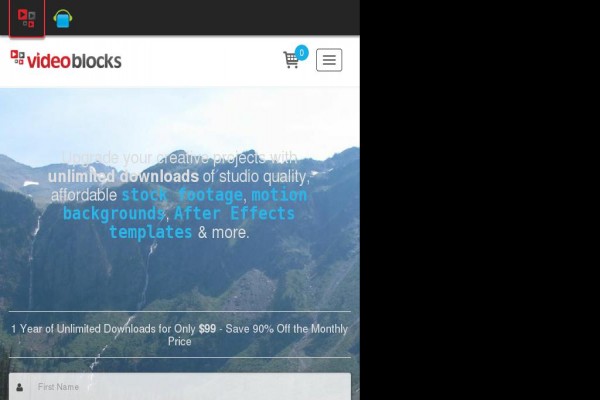 videoblocks
0
Upgrade your creative projects with
unlimited downloads of studio quality,
affordable stock footage, motion
backgrounds, After Effects
templates & more.
1 Year of Unlimited Downloads for Only $99 - Save 90% Off the Monthly
Price
First Name